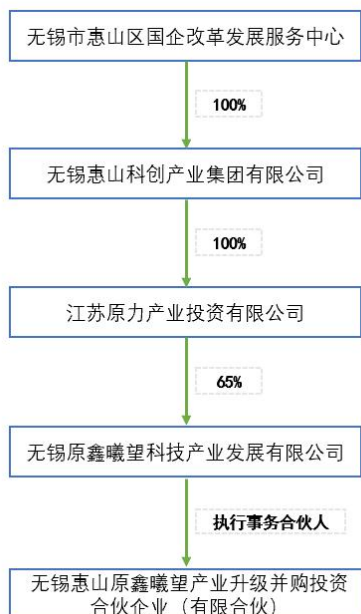 无锡市惠山区国企改革发展服务中心
100%
无锡惠山科创产业集团有限公司
100%
江苏原力产业投资有限公司
65%
无锡原鑫曦望科技产业发展有限公司
执行事务合伙人
无锡惠山原鑫曦望产业升级并购投资
合伙企业（有限合伙）